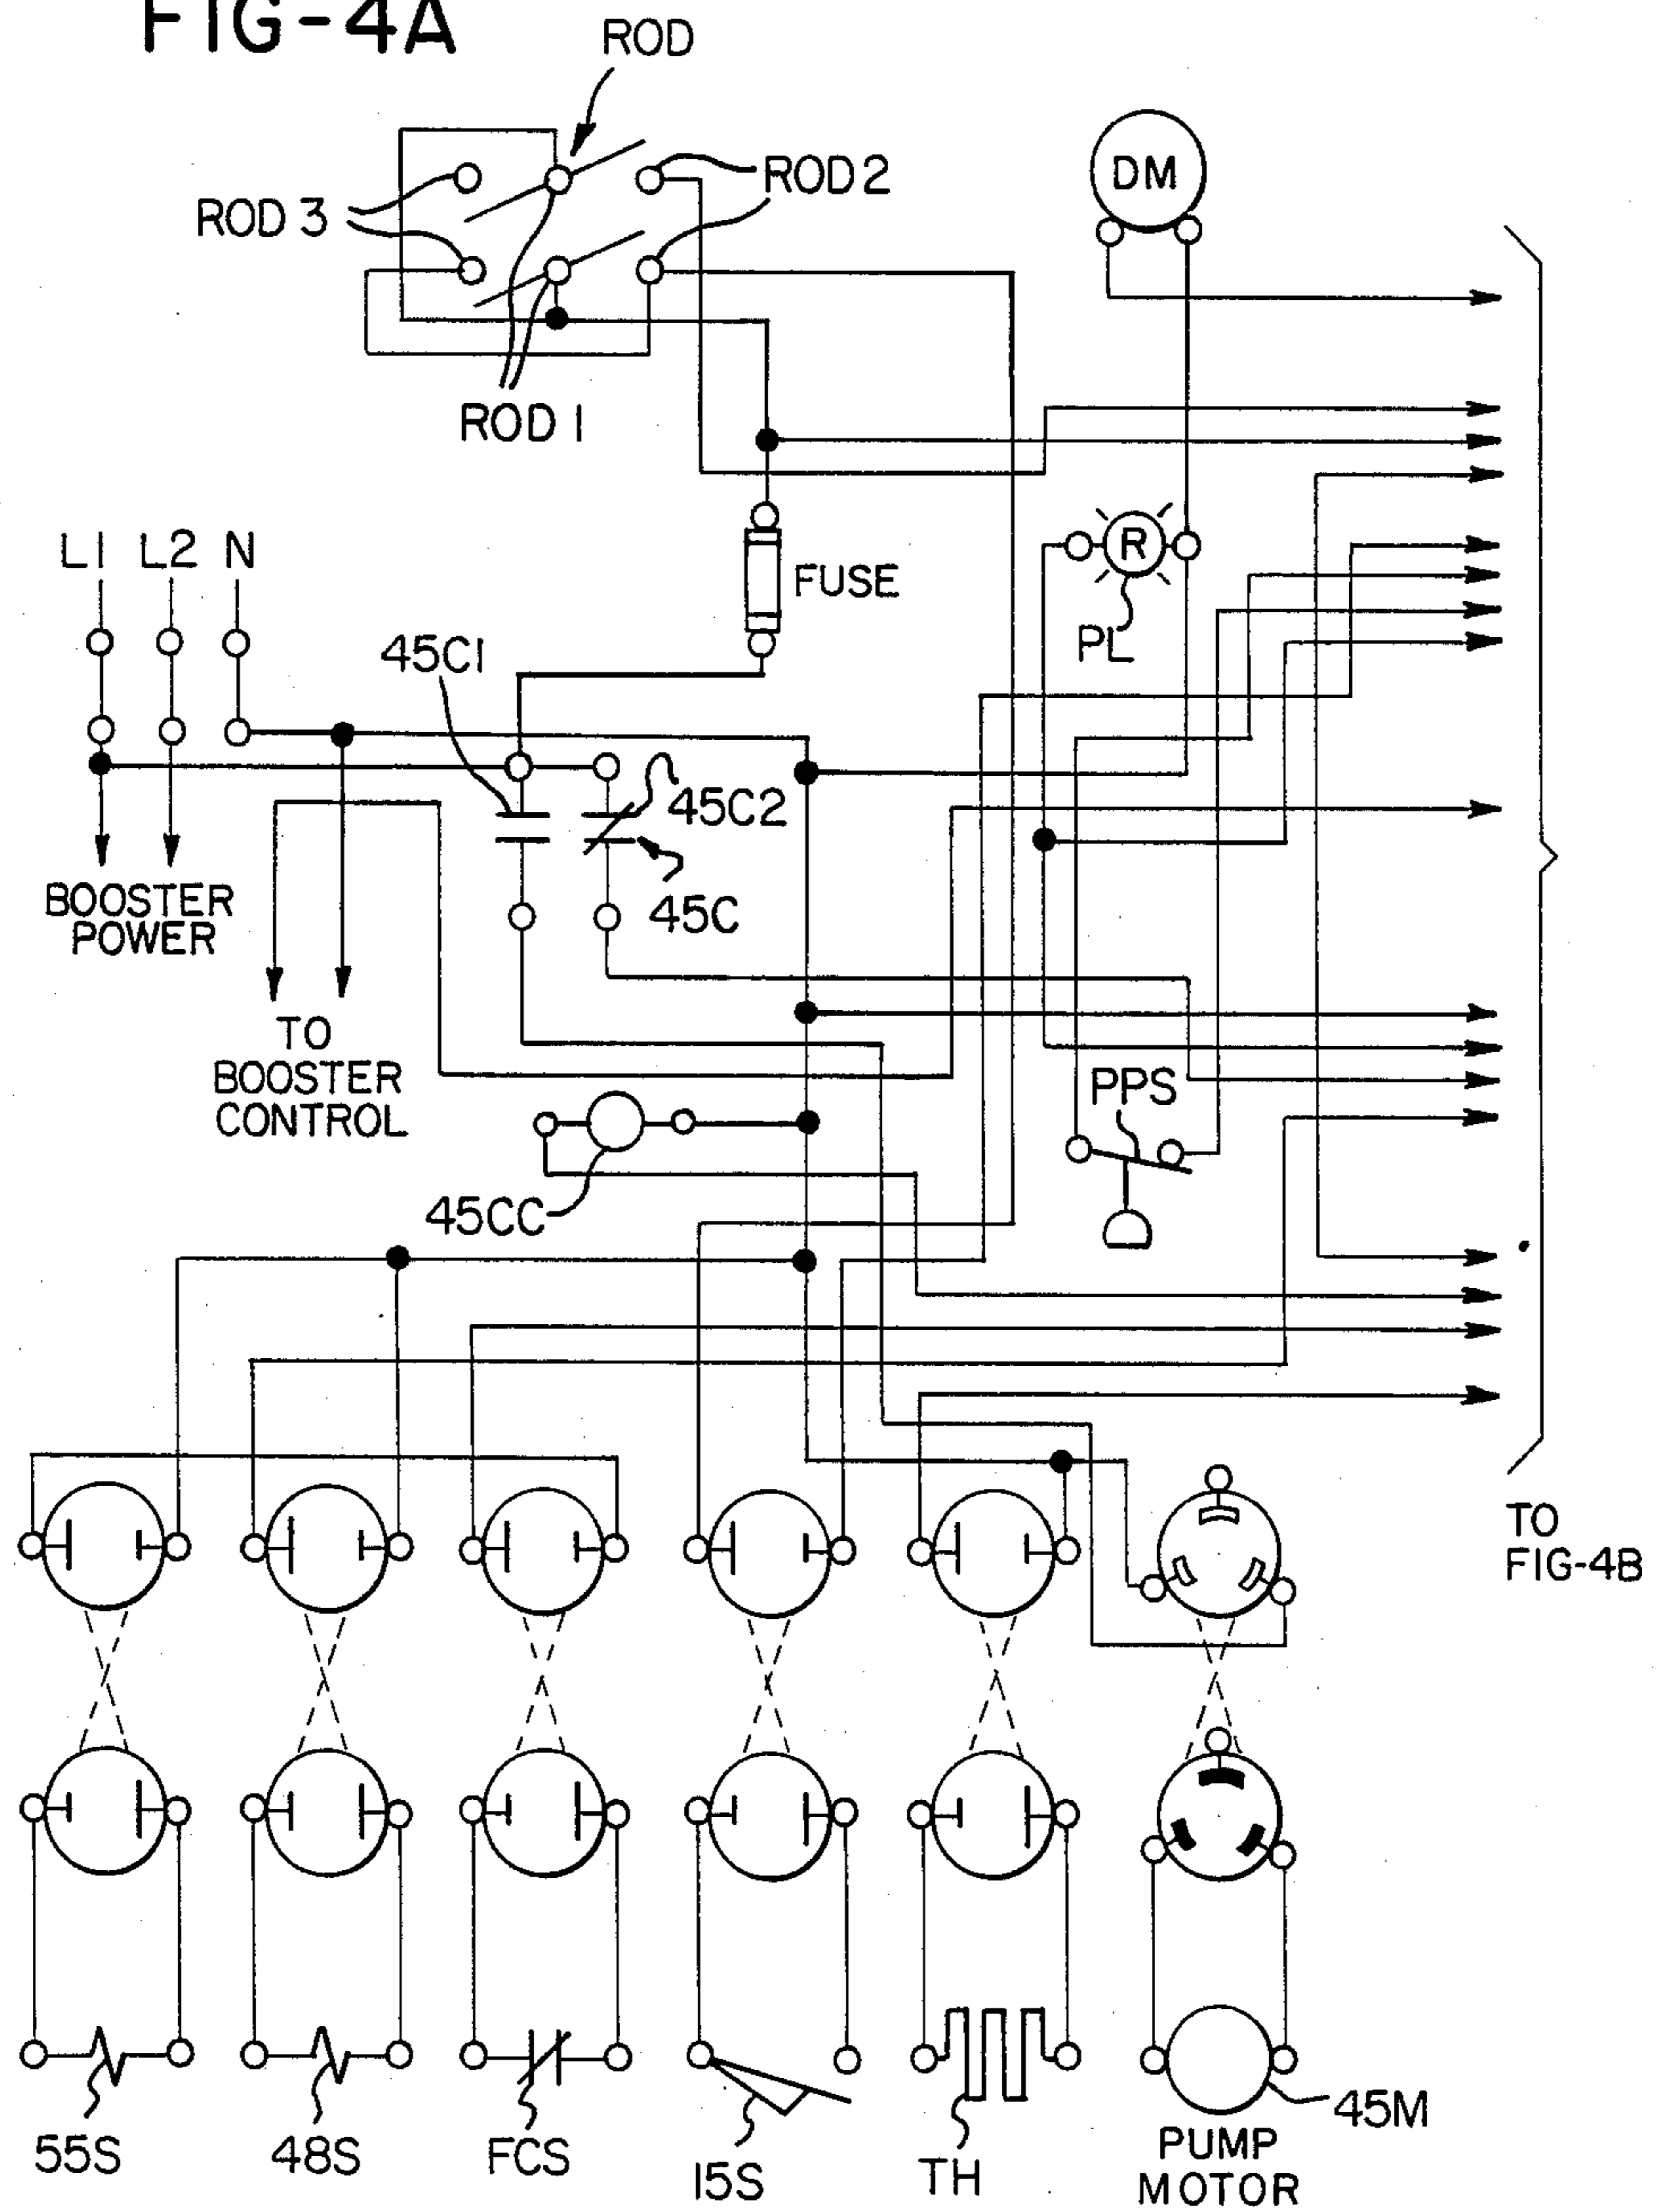 FIG-4A
ROD
DM
ROD 2
ROD 3
ROD 1
L1 L2 N
FUSE
R
PL
45C1
45C2
45C
BOOSTER
POWER
TO
BOOSTER
CONTROL
PPS
45CC
TO
FIG-4B
55S
48S
FCS
15S
TH
45M
PUMP
MOTOR